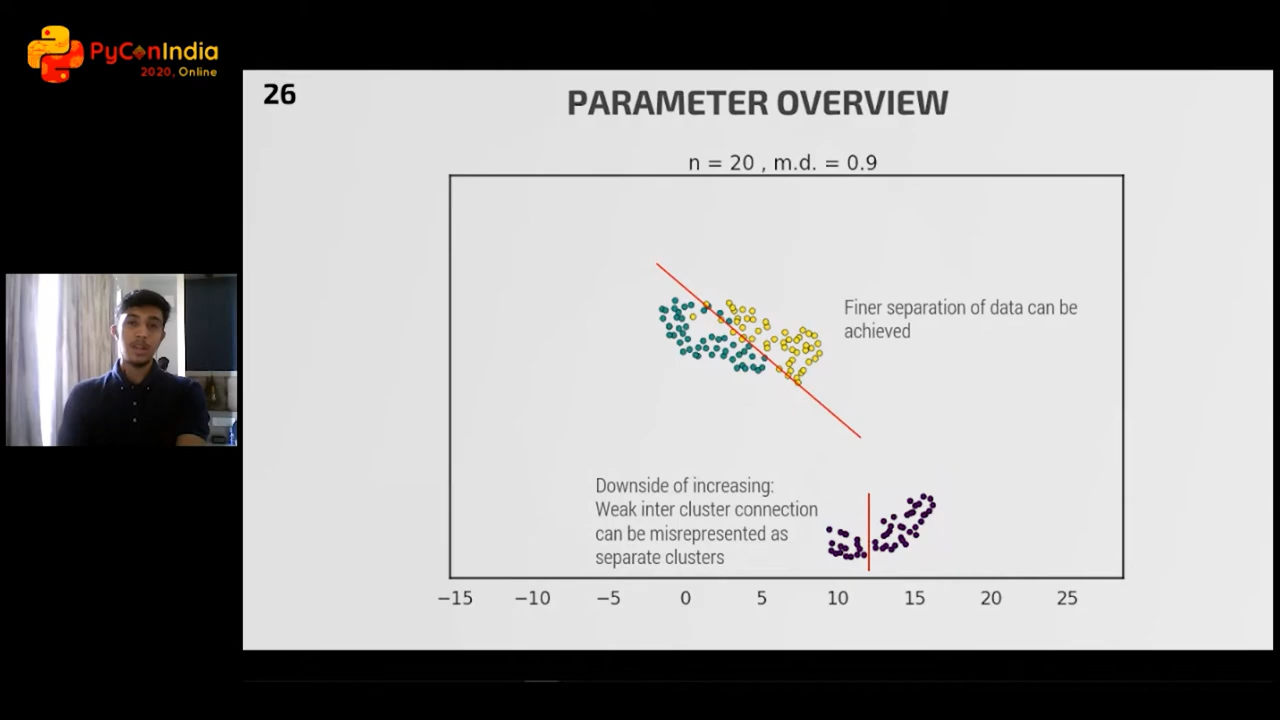 PyConIndia
2020, Online
26
PARAMETER OVERVIEW
n = 20 , m.d. = 0.9
Finer separation of data can be
achieved
Downside of increasing:
Weak inter cluster connection
can be misrepresented as
separate clusters
−15 −10 −5 0 5 10 15 20 25